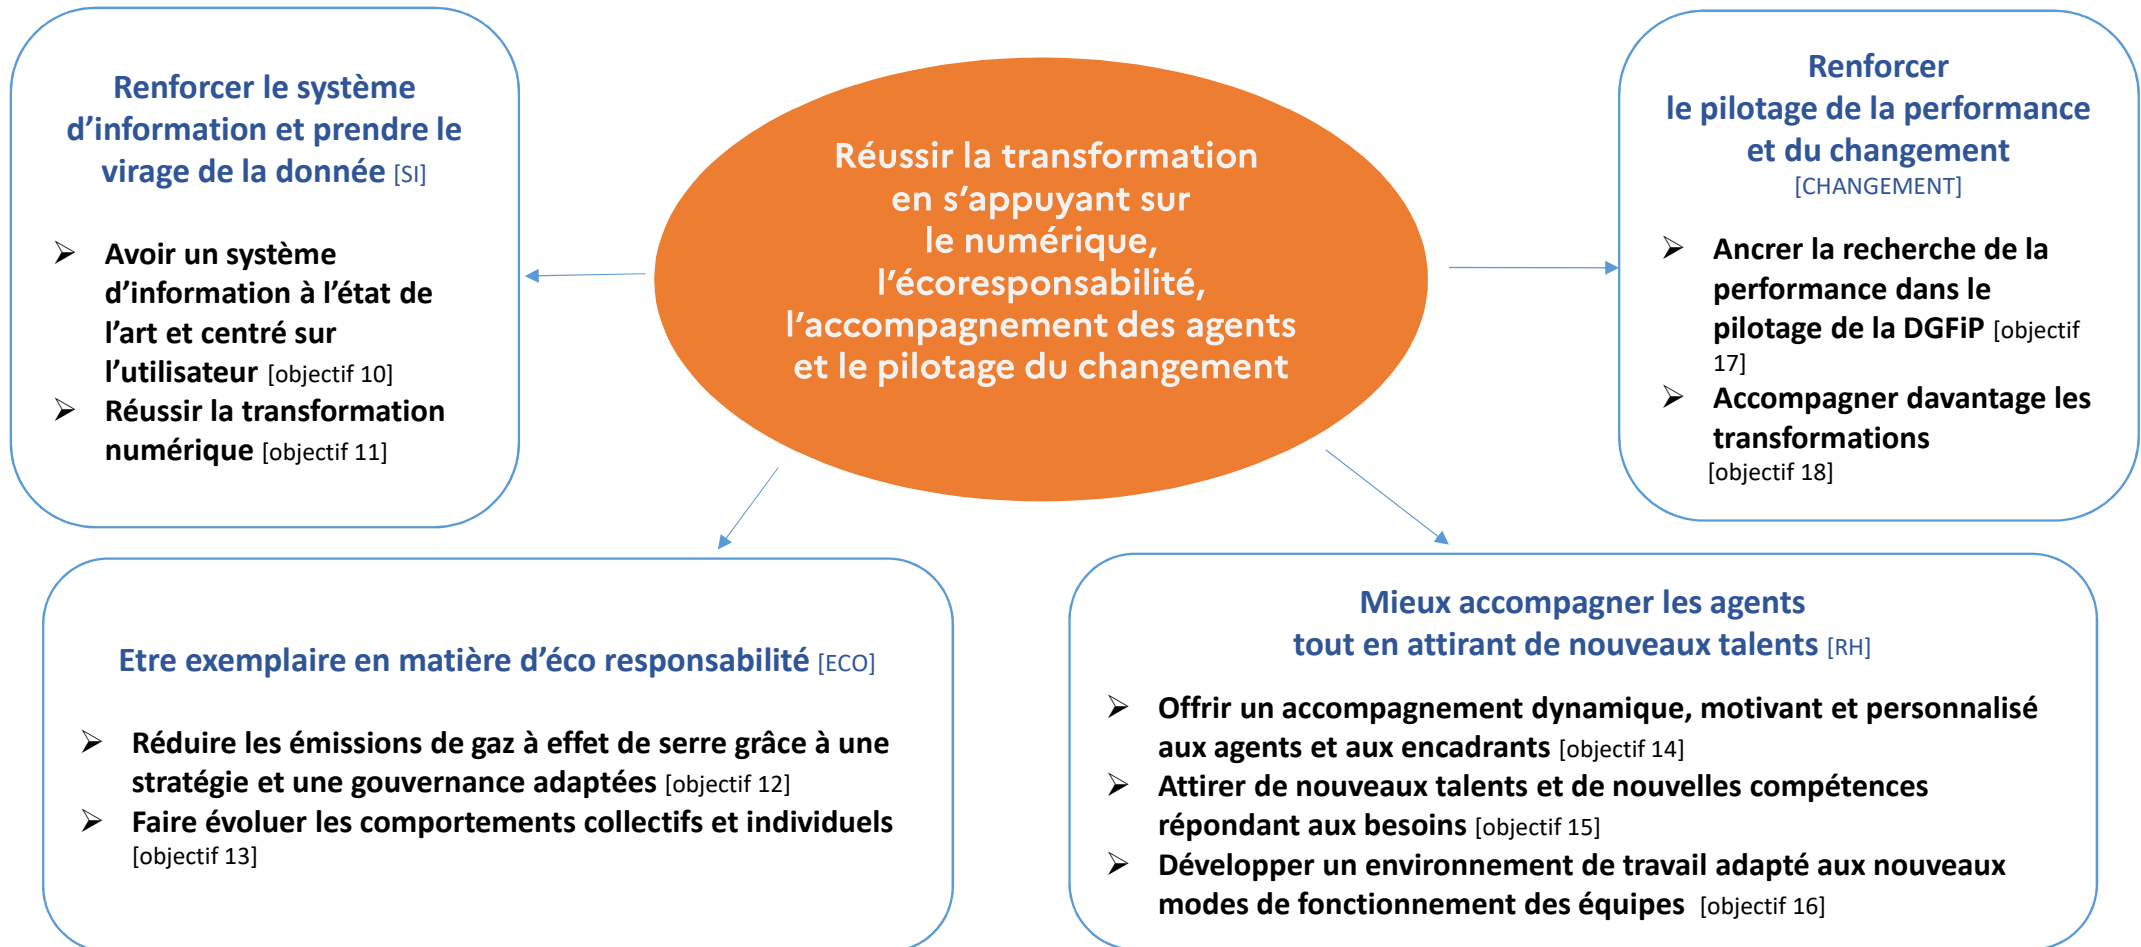 Renforcer le système
d’information et prendre le
virage de la donnée [SI]
➢ Avoir un système
d’information à l’état de
l’art et centré sur
l’utilisateur [objectif 10]
➢ Réussir la transformation
numérique [objectif 11]
Réussir la transformation
en s’appuyant sur
le numérique,
l’écoresponsabilité,
l’accompagnement des agents
et le pilotage du changement
Renforcer
le pilotage de la performance
et du changement
[CHANGEMENT]
➢ Ancrer la recherche de la
performance dans le
pilotage de la DGFiP [objectif
17]
➢ Accompagner davantage les
transformations
[objectif 18]
Etre exemplaire en matière d’éco responsabilité [ECO]
➢ Réduire les émissions de gaz à effet de serre grâce à une
stratégie et une gouvernance adaptées [objectif 12]
➢ Faire évoluer les comportements collectifs et individuels
[objectif 13]
Mieux accompagner les agents
tout en attirant de nouveaux talents [RH]
➢ Offrir un accompagnement dynamique, motivant et personnalisé
aux agents et aux encadrants [objectif 14]
➢ Attirer de nouveaux talents et de nouvelles compétences
répondant aux besoins [objectif 15]
➢ Développer un environnement de travail adapté aux nouveaux
modes de fonctionnement des équipes [objectif 16]